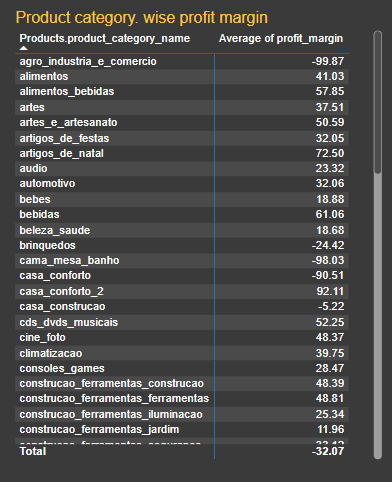 Product category. wise profit margin
Products.product_category_name Average of profit_margin
agro_industria_e_comercio -99.87
alimentos 41.03
alimentos_bebidas 57.85
artes 37.51
artes_e_artesanato 50.59
artigos_de_festas 32.05
artigos_de_natal 72.50
audio 23.32
automotivo 32.06
bebes 18.88
bebidas 61.06
beleza_saude 18.68
brinquedos -24.42
cama_mesa_banho -98.03
casa_conforto -90.51
casa_conforto_2 92.11
casa_construcao -5.22
cds_dvds_musicais 52.25
cine_foto 48.37
climatizacao 39.75
consoles_games 28.47
construcao_ferramentas_construcao 48.39
construcao_ferramentas_ferramentas 48.81
construcao_ferramentas_iluminacao 25.34
construcao_ferramentas_jardim 11.96
Total -32.07